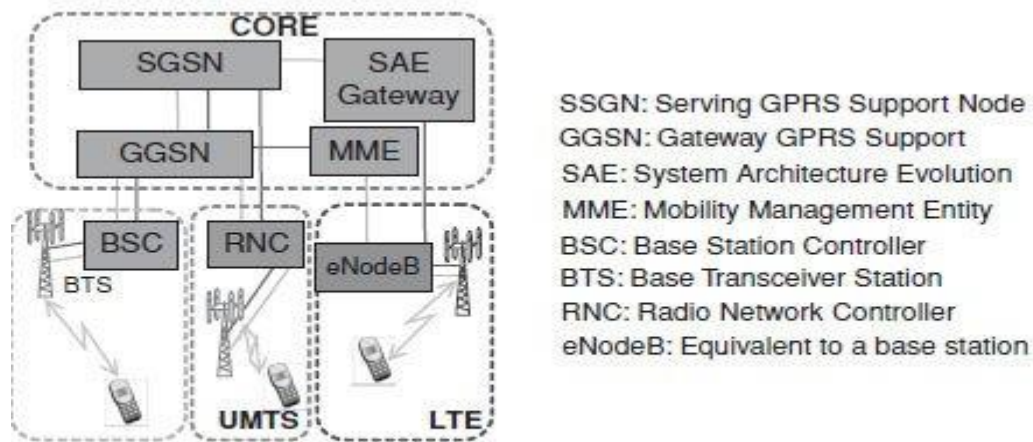 CORE
SGSN
SAE
Gateway
GGSN
MME
BSC
RNC
eNodeB
BTS
UMTS
LTE
SSGN: Serving GPRS Support Node
GGSN: Gateway GPRS Support
SAE: System Architecture Evolution
MME: Mobility Management Entity
BSC: Base Station Controller
BTS: Base Transceiver Station
RNC: Radio Network Controller
eNodeB: Equivalent to a base station